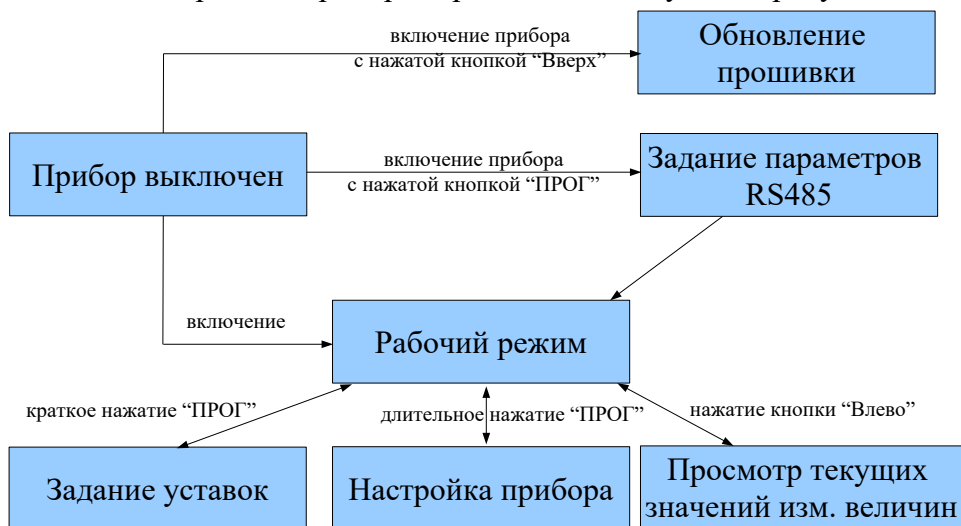 включение прибора
с нажатой кнопкой “Вверх”
Обновление
прошивки
Прибор выключен
включение прибора
с нажатой кнопкой “ПРОГ”
Задание параметров
RS485
включение
Рабочий режим
краткое нажатие “ПРОГ”
длительное нажатие “ПРОГ”
нажатие кнопки “Влево”
Задание уставок
Настройка прибора
Просмотр текущих
значений изм. величин